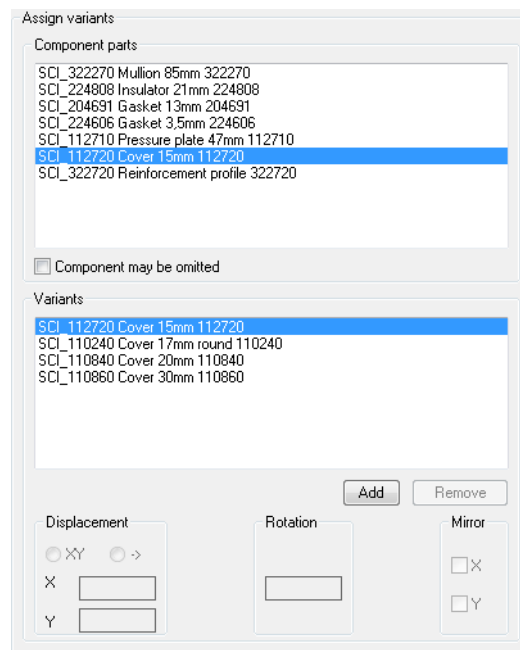 Assign variants
Component parts
SCI_322270 Mullion 85mm 322270
SCI_224808 Insulator 21mm 224808
SCI_204691 Gasket 13mm 204691
SCI_224606 Gasket 3,5mm 224606
SCI_112710 Pressure plate 47mm 112710
SCI_112720 Cover 15mm 112720
SCI_322720 Reinforcement profile 322720
Component may be omitted
Variants
SCI_112720 Cover 15mm 112720
SCI_110240 Cover 17mm round 110240
SCI_110840 Cover 20mm 110840
SCI_110860 Cover 30mm 110860
Add Remove
Displacement Rotation Mirror
XY ->
X X
Y Y